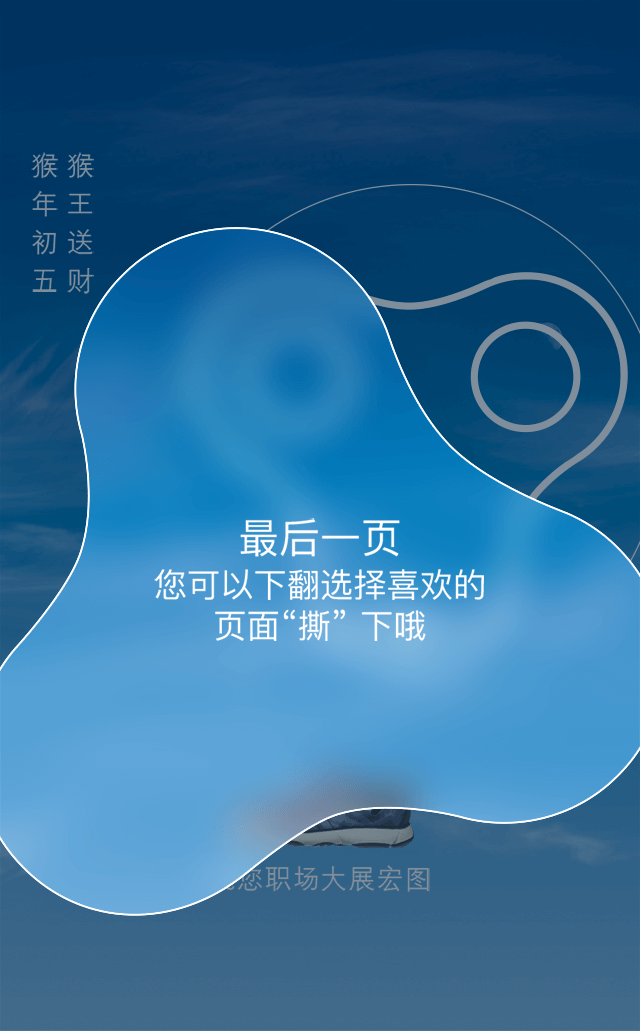 猴王送财
猴年初五
最后一页
您可以下翻选择喜欢的
页面“撕” 下哦
您职场大展宏图